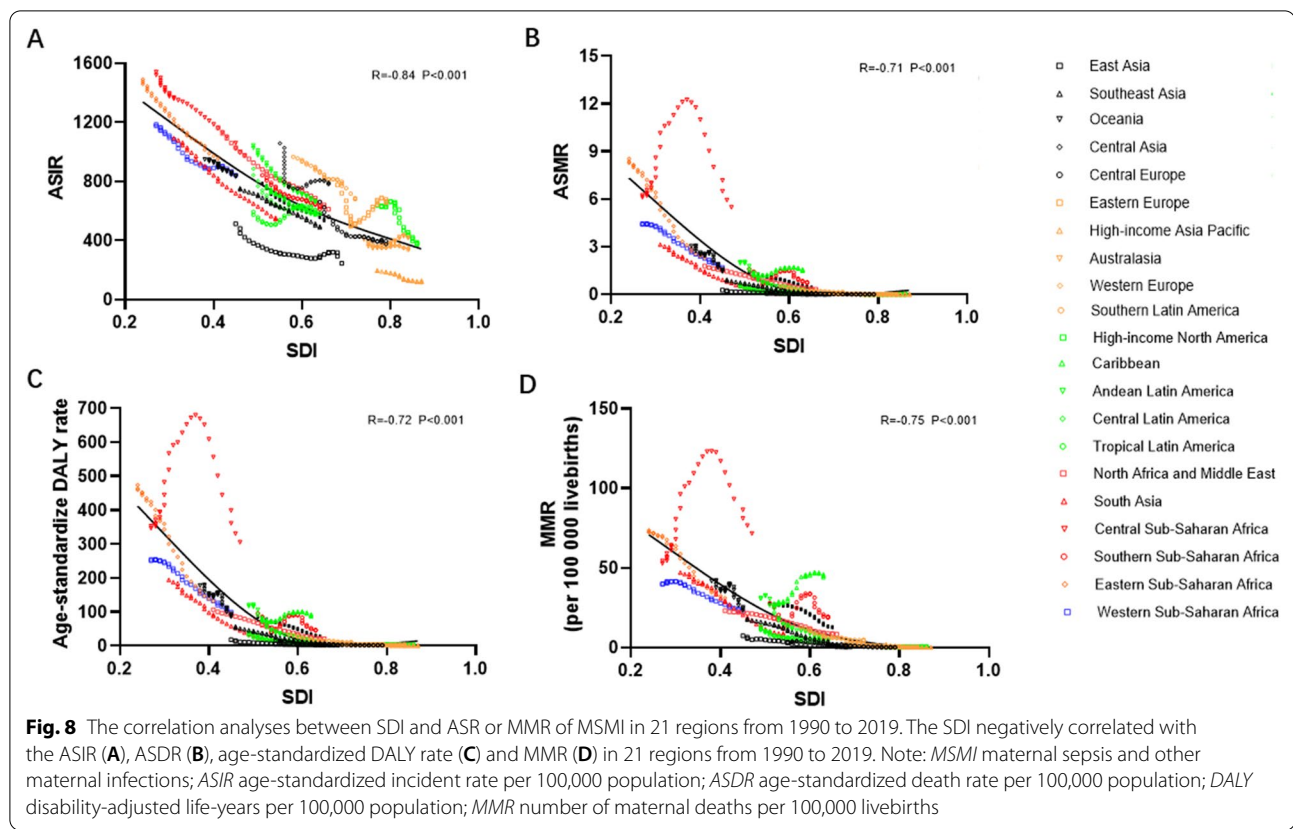 A
R=-0.84 P<0.001
1600
1200
800
400
0
ASIR
0.2 0.4 0.6 0.8 1.0
SDI
B
R=-0.71 P<0.001
15
12
9
6
3
0
ASMR
0.2 0.4 0.6 0.8 1.0
SDI
C
R=-0.72 P<0.001
700
600
500
400
300
200
100
0
Age-standardize DALY rate
0.2 0.4 0.6 0.8 1.0
SDI
D
R=-0.75 P<0.001
150
100
50
0
MMR
(per 100 000 livebirths)
0.2 0.4 0.6 0.8 1.0
SDI
East Asia
Southeast Asia
Oceania
Central Asia
Central Europe
Eastern Europe
High-income Asia Pacific
Australasia
Western Europe
Southern Latin America
High-income North America
Caribbean
Andean Latin America
Central Latin America
Tropical Latin America
North Africa and Middle East
South Asia
Central Sub-Saharan Africa
Southern Sub-Saharan Africa
Eastern Sub-Saharan Africa
Western Sub-Saharan Africa
Fig. 8 The correlation analyses between SDI and ASR or MMR of MSMI in 21 regions from 1990 to 2019. The SDI negatively correlated with
the ASIR (A), ASDR (B), age-standardized DALY rate (C) and MMR (D) in 21 regions from 1990 to 2019. Note: MSMI maternal sepsis and other
maternal infections; ASIR age-standardized incident rate per 100,000 population; ASDR age-standardized death rate per 100,000 population; DALY
disability-adjusted life-years per 100,000 population; MMR number of maternal deaths per 100,000 livebirths